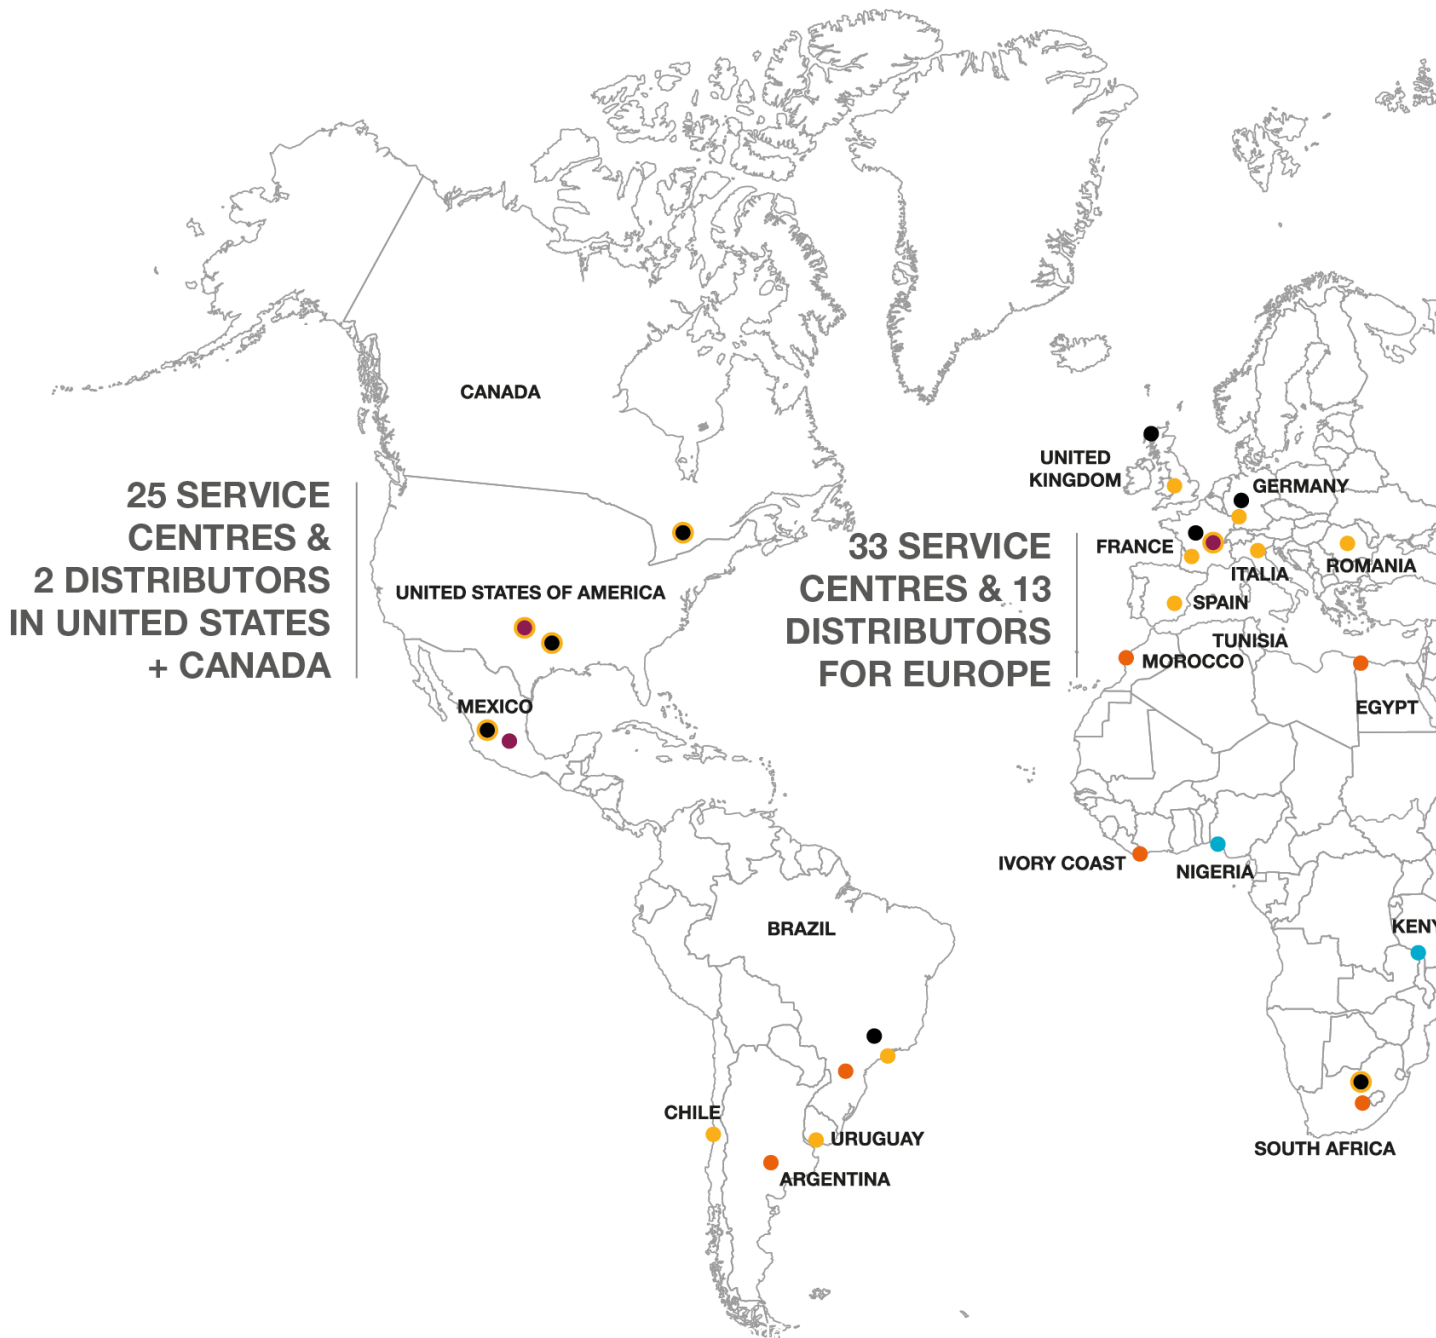 CANADA
25 SERVICE
CENTRES &
2 DISTRIBUTORS
IN UNITED STATES
+ CANADA
UNITED STATES OF AMERICA
MEXICO
UNITED
KINGDOM
GERMANY
33 SERVICE
CENTRES & 13
DISTRIBUTORS
FOR EUROPE
FRANCE
ITALIA
ROMANIA
SPAIN
TUNISIA
MOROCCO
EGYPT
IVORY COAST
NIGERIA
BRAZIL
KENY
CHILE
URUGUAY
ARGENTINA
SOUTH AFRICA